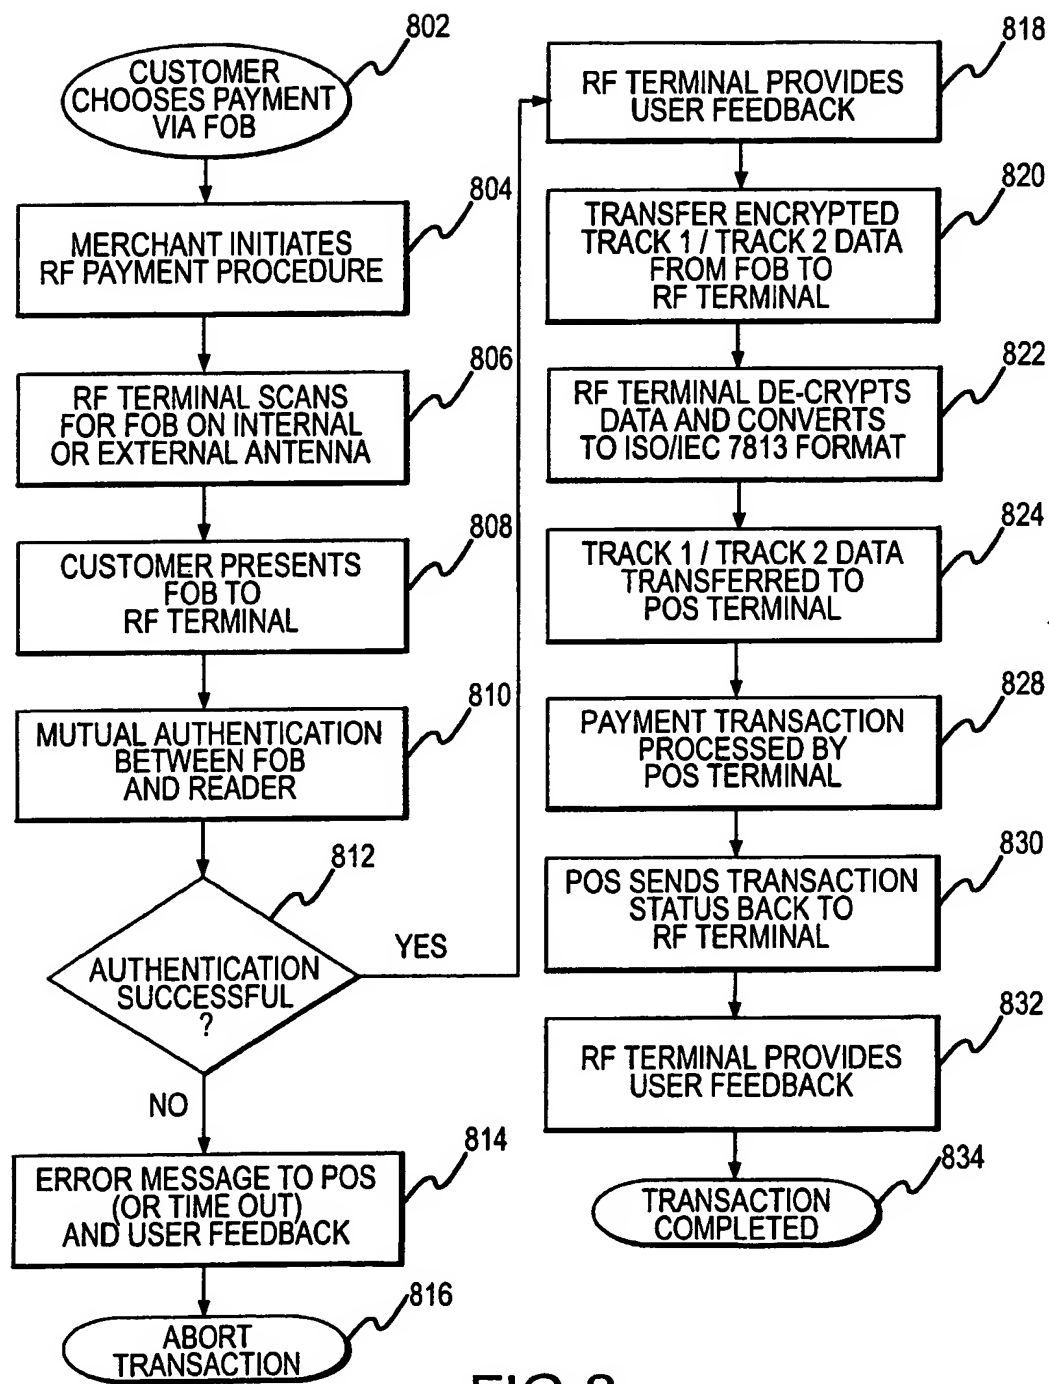 802
CUSTOMER
CHOOSES PAYMENT
VIA FOB
804
MERCHANT INITIATES
RF PAYMENT PROCEDURE
806
RF TERMINAL SCANS
FOR FOB ON INTERNAL
OR EXTERNAL ANTENNA
808
CUSTOMER PRESENTS
FOB TO
RF TERMINAL
810
MUTUAL AUTHENTICATION
BETWEEN FOB
AND READER
812
AUTHENTICATION
SUCCESSFUL
?
YES
NO
814
ERROR MESSAGE TO POS
(OR TIME OUT)
AND USER FEEDBACK
816
ABORT
TRANSACTION
818
RF TERMINAL PROVIDES
USER FEEDBACK
820
TRANSFER ENCRYPTED
TRACK 1 / TRACK 2 DATA
FROM FOB TO
RF TERMINAL
822
RF TERMINAL DE-CRYPTS
DATA AND CONVERTS
TO ISO/IEC 7813 FORMAT
824
TRACK 1 / TRACK 2 DATA
TRANSFERRED TO
POS TERMINAL
828
PAYMENT TRANSACTION
PROCESSED BY
POS TERMINAL
830
POS SENDS TRANSACTION
STATUS BACK TO
RF TERMINAL
832
RF TERMINAL PROVIDES
USER FEEDBACK
834
TRANSACTION
COMPLETED